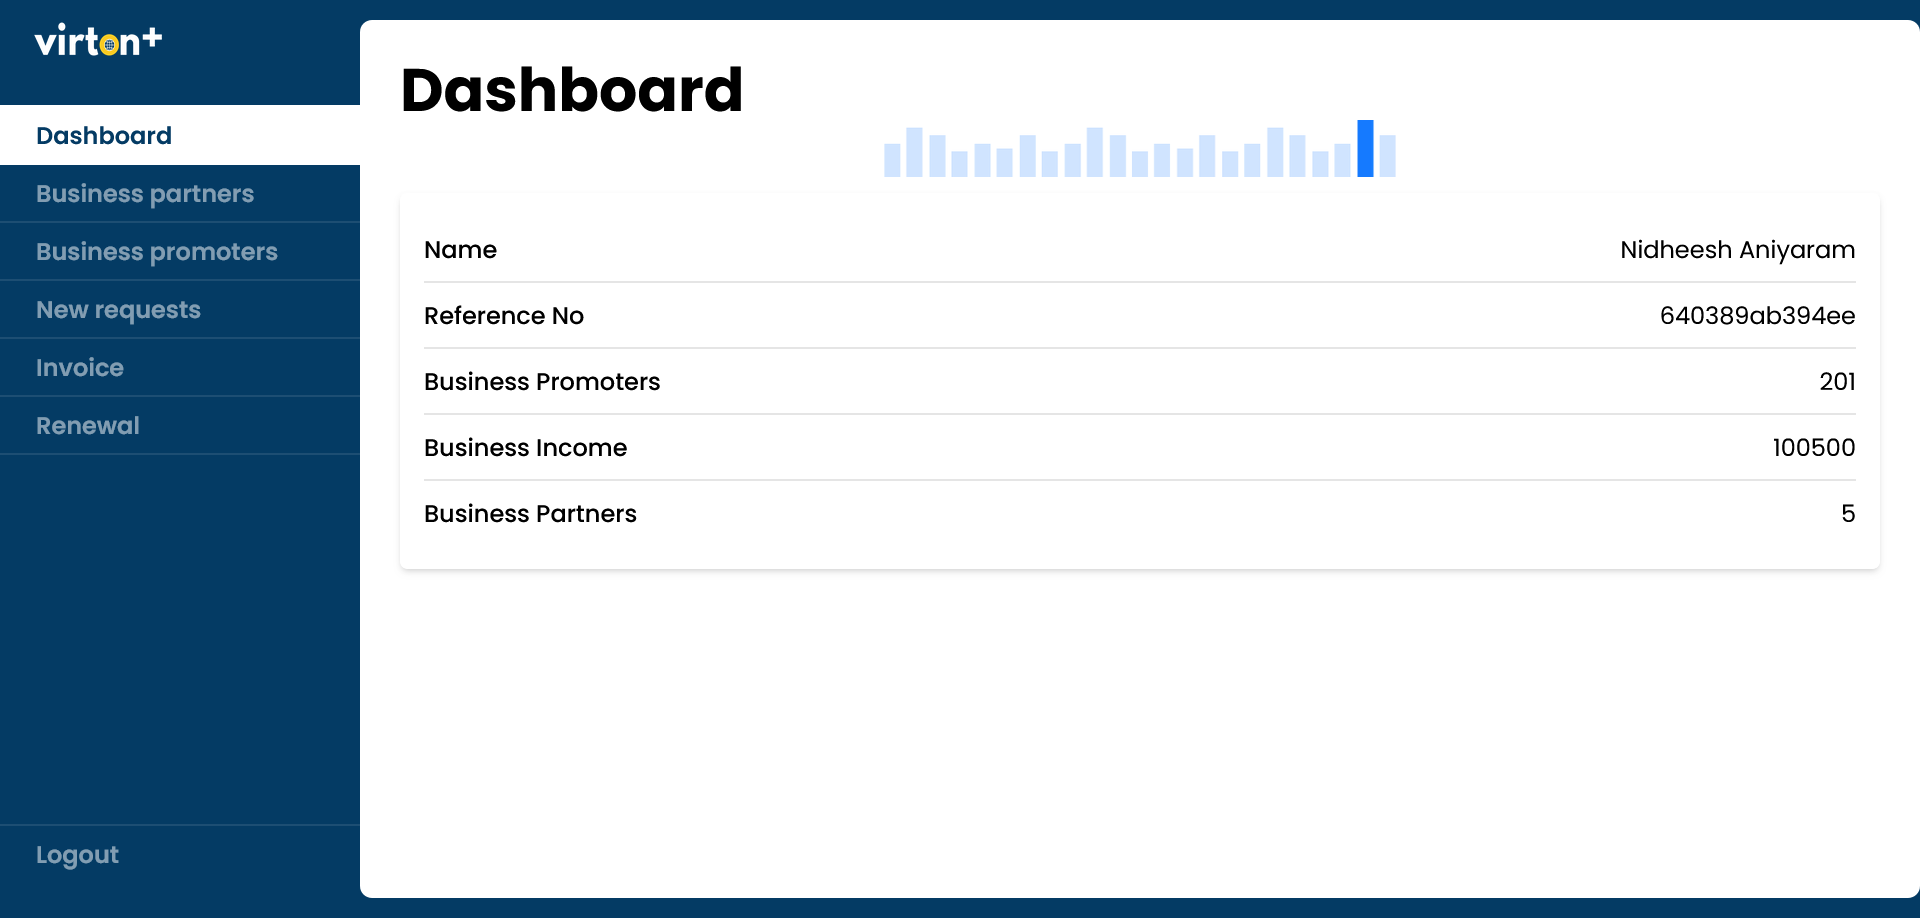 virton+
Dashboard
Business partners
Business promoters
New requests
Invoice
Renewal
Logout
Dashboard
Name Nidheesh Aniyaram
Reference No 640389ab394ee
Business Promoters 201
Business Income 100500
Business Partners 5